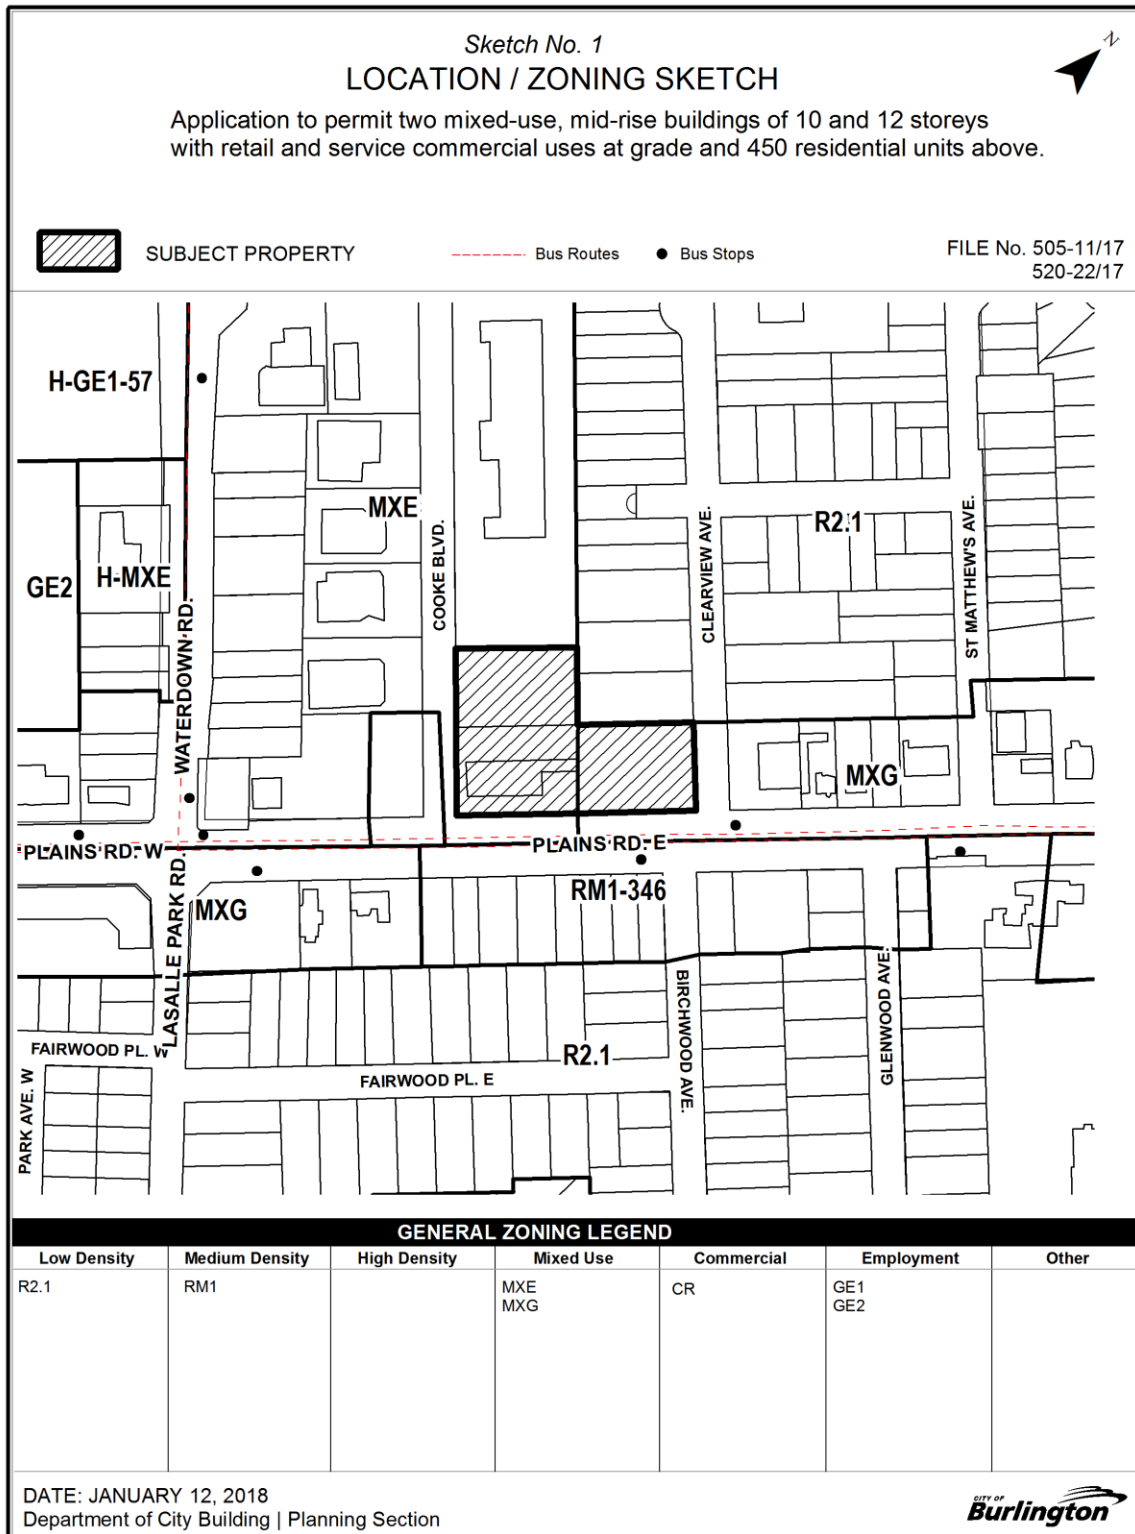 Sketch No. 1
N
LOCATION / ZONING SKETCH
Application to permit two mixed-use, mid-rise buildings of 10 and 12 storeys
with retail and service commercial uses at grade and 450 residential units above.
SUBJECT PROPERTY
Bus Routes
Bus Stops
FILE No. 505-11/17
520-22/17
H-GE1-57
MXE
R2.1
GE2
H-MXE
WATERDOWN RD.
COOKE BLVD.
CLEARVIEW AVE.
ST MATTHEW'S AVE.
MXG
PLAINS RD. W
PLAINS RD. E
MXG
RM1-346
LASALLE PARK RD.
BIRCHWOOD AVE.
GLENWOOD AVE.
R2.1
FAIRWOOD PL. W
FAIRWOOD PL. E
PARK AVE. W
GENERAL ZONING LEGEND
Low Density Medium Density High Density Mixed Use Commercial Employment Other
R2.1 RM1 MXE CR GE1
MXG GE2
DATE: JANUARY 12, 2018
Department of City Building | Planning Section
CITY OF
Burlington